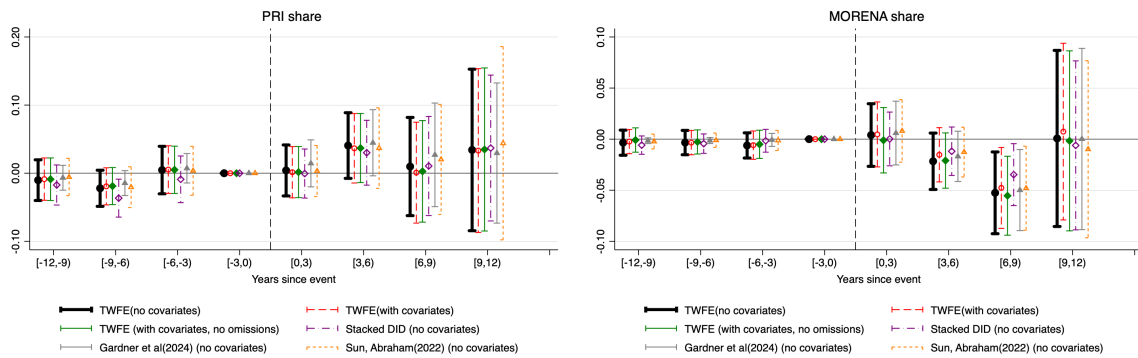 PRI share
0.20
0.10
0.00
-0.10
[-12,-9) [-9,-6) [-6,-3) [-3,0) [0,3) [3,6) [6,9) [9,12)
Years since event
TWFE(no covariates) TWFE(with covariates)
TWFE (with covariates, no omissions) Stacked DID (no covariates)
Gardner et al(2024) (no covariates) Sun, Abraham(2022) (no covariates)
MORENA share
0.10
0.05
0.00
-0.05
-0.10
[-12,-9) [-9,-6) [-6,-3) [-3,0) [0,3) [3,6) [6,9) [9,12)
Years since event
TWFE(no covariates) TWFE(with covariates)
TWFE (with covariates, no omissions) Stacked DID (no covariates)
Gardner et al(2024) (no covariates) Sun, Abraham(2022) (no covariates)